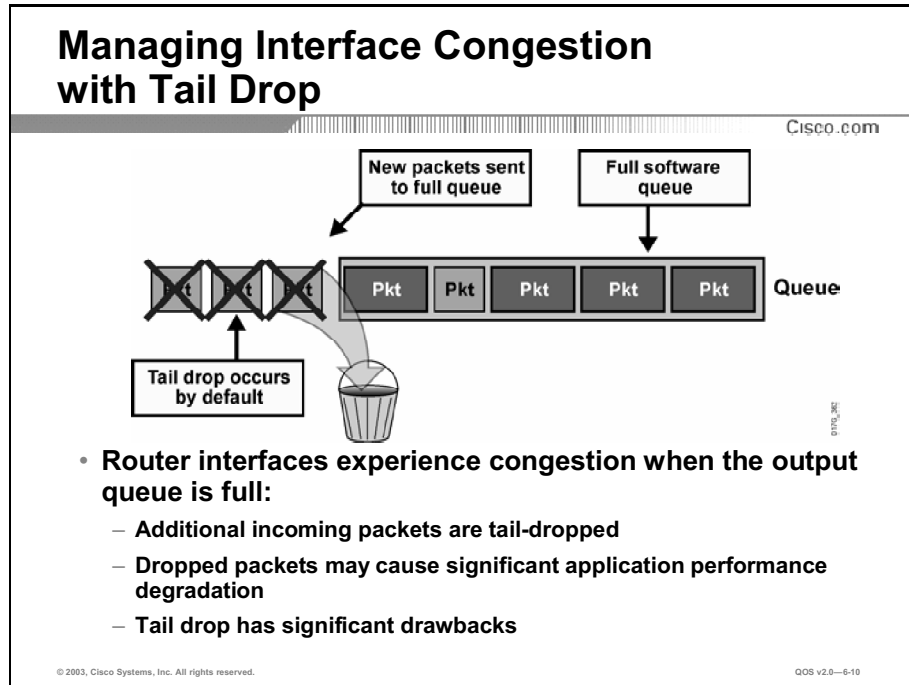 Managing Interface Congestion
with Tail Drop
Cisco.com
New packets sent
to full queue
Full software
queue
Pkt
Pkt
Pkt
Pkt
Pkt
Pkt
Pkt
Pkt
Queue
Tail drop occurs
by default
• Router interfaces experience congestion when the output
queue is full:
– Additional incoming packets are tail-dropped
– Dropped packets may cause significant application performance
degradation
– Tail drop has significant drawbacks
© 2003, Cisco Systems, Inc. All rights reserved.
QOS v2.0—6-10